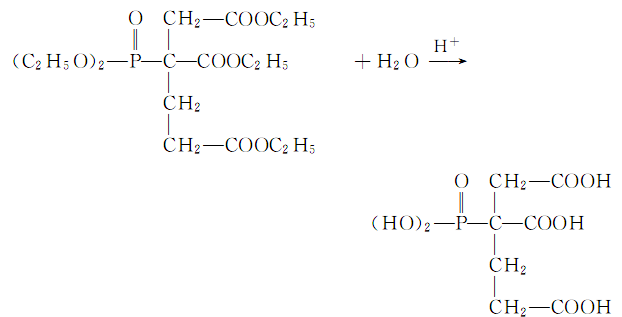 O CH₂—COOC₂H₅
(C₂H₅O)₂—P—C—COOC₂H₅ +H₂O H⁺
CH₂
CH₂—COOC₂H₅
O CH₂—COOH
(HO)₂—P—C—COOH
CH₂
CH₂—COOH